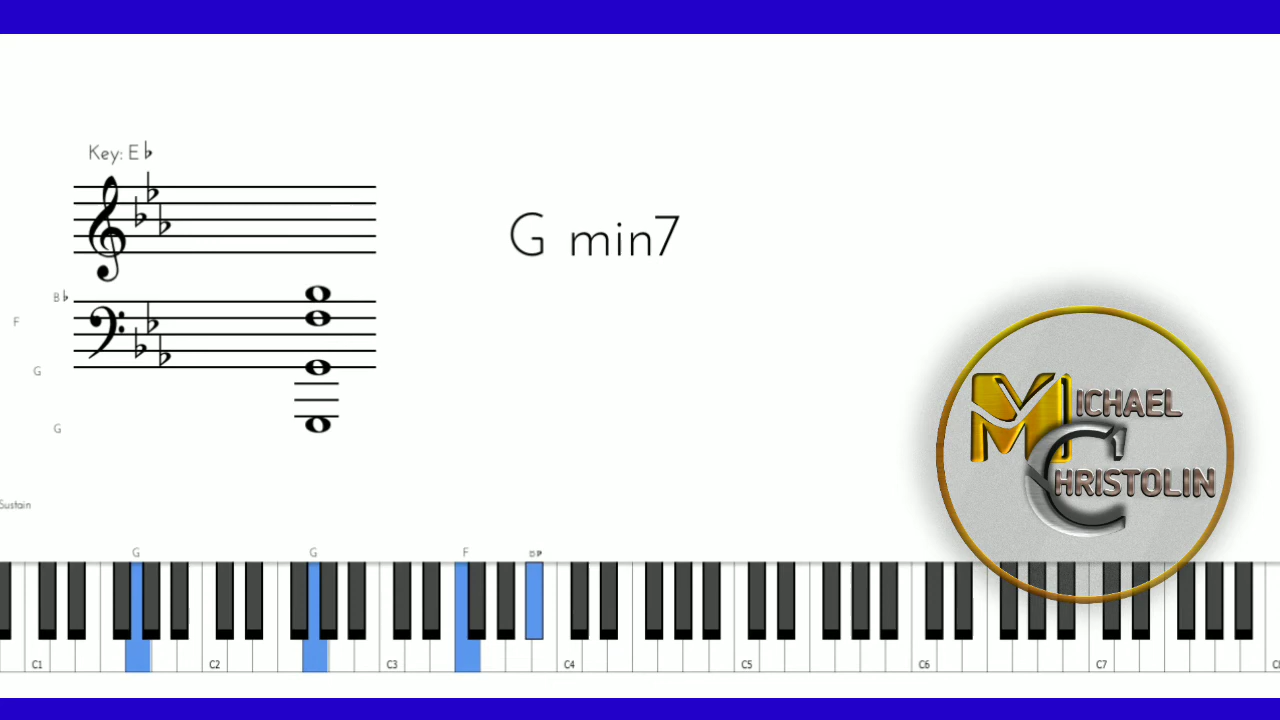 Key: E♭
G min7
B♭
F
G
G
Sustain
MICHAEL
CHRISTOLIN
G G F B♭
C1 C2 C3 C4 C5 C6 C7